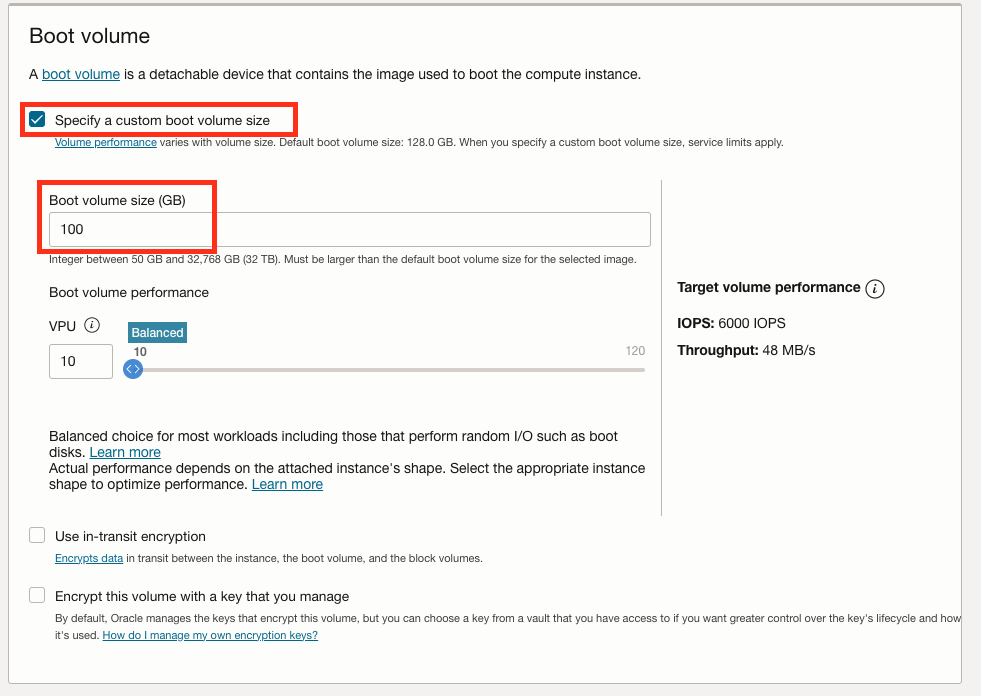 Boot volume
A boot volume is a detachable device that contains the image used to boot the compute instance.
Specify a custom boot volume size
Volume performance varies with volume size. Default boot volume size: 128.0 GB. When you specify a custom boot volume size, service limits apply.
Boot volume size (GB)
100
Integer between 50 GB and 32,768 GB (32 TB). Must be larger than the default boot volume size for the selected image.
Boot volume performance
VPU i
Balanced
10
10
120
Target volume performance i
IOPS: 6000 IOPS
Throughput: 48 MB/s
Balanced choice for most workloads including those that perform random I/O such as boot
disks. Learn more
Actual performance depends on the attached instance's shape. Select the appropriate instance
shape to optimize performance. Learn more
Use in-transit encryption
Encrypts data in transit between the instance, the boot volume, and the block volumes.
Encrypt this volume with a key that you manage
By default, Oracle manages the keys that encrypt this volume, but you can choose a key from a vault that you have access to if you want greater control over the key's lifecycle and how
it's used. How do I manage my own encryption keys?